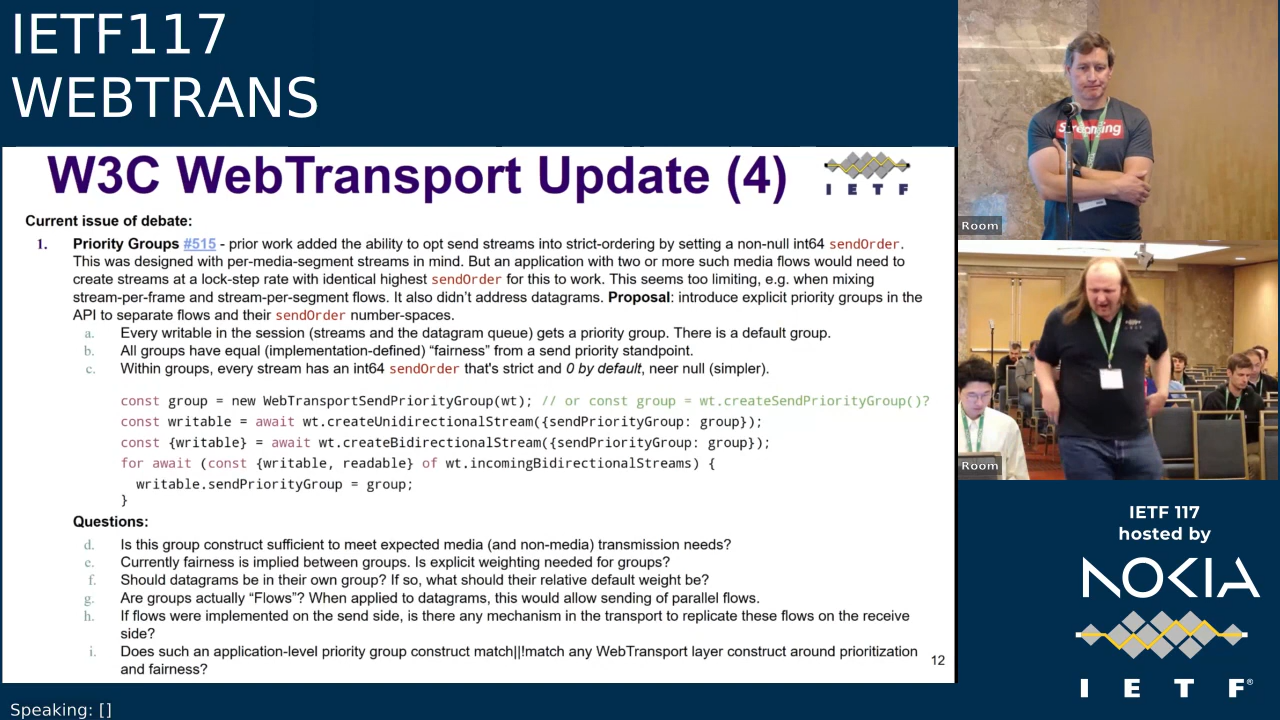 IETF117
WEBTRANS
W3C WebTransport Update (4)
I E T F
Current issue of debate:
1. Priority Groups #515 - prior work added the ability to opt send streams into strict-ordering by setting a non-null int64 sendOrder.
This was designed with per-media-segment streams in mind. But an application with two or more such media flows would need to
create streams at a lock-step rate with identical highest sendOrder for this to work. This seems too limiting, e.g. when mixing
stream-per-frame and stream-per-segment flows. It also didn't address datagrams. Proposal: introduce explicit priority groups in the
API to separate flows and their sendOrder number-spaces.
a. Every writable in the session (streams and the datagram queue) gets a priority group. There is a default group.
b. All groups have equal (implementation-defined) “fairness” from a send priority standpoint.
c. Within groups, every stream has an int64 sendOrder that's strict and 0 by default, neer null (simpler).
const group = new WebTransportSendPriorityGroup(wt); // or const group = wt.createSendPriorityGroup()?
const writable = await wt.createUnidirectionalStream({sendPriorityGroup: group});
const {writable} = await wt.createBidirectionalStream({sendPriorityGroup: group});
for await (const {writable, readable} of wt.incomingBidirectionalStreams) {
writable.sendPriorityGroup = group;
}
Questions:
d. Is this group construct sufficient to meet expected media (and non-media) transmission needs?
e. Currently fairness is implied between groups. Is explicit weighting needed for groups?
f. Should datagrams be in their own group? If so, what should their relative default weight be?
g. Are groups actually “Flows”? When applied to datagrams, this would allow sending of parallel flows.
h. If flows were implemented on the send side, is there any mechanism in the transport to replicate these flows on the receive
side?
i. Does such an application-level priority group construct match||!match any WebTransport layer construct around prioritization
and fairness?
12
Speaking: []
Streaming
Room
Room
IETF 117
hosted by
NOKIA
I E T F®